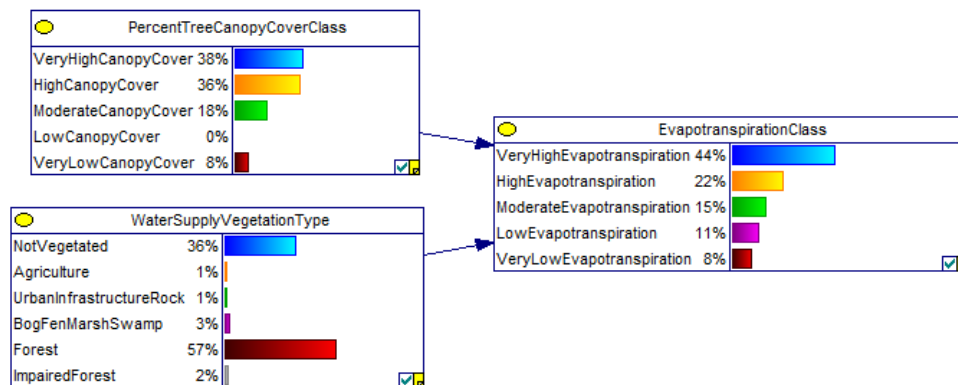 PercentTreeCanopyCoverClass
VeryHighCanopyCover 38%
HighCanopyCover 36%
ModerateCanopyCover 18%
LowCanopyCover 0%
VeryLowCanopyCover 8%
EvapotranspirationClass
VeryHighEvapotranspiration 44%
HighEvapotranspiration 22%
ModerateEvapotranspiration 15%
LowEvapotranspiration 11%
VeryLowEvapotranspiration 8%
WaterSupplyVegetationType
NotVegetated 36%
Agriculture 1%
UrbanInfrastructureRock 1%
BogFenMarshSwamp 3%
Forest 57%
ImpairedForest 2%